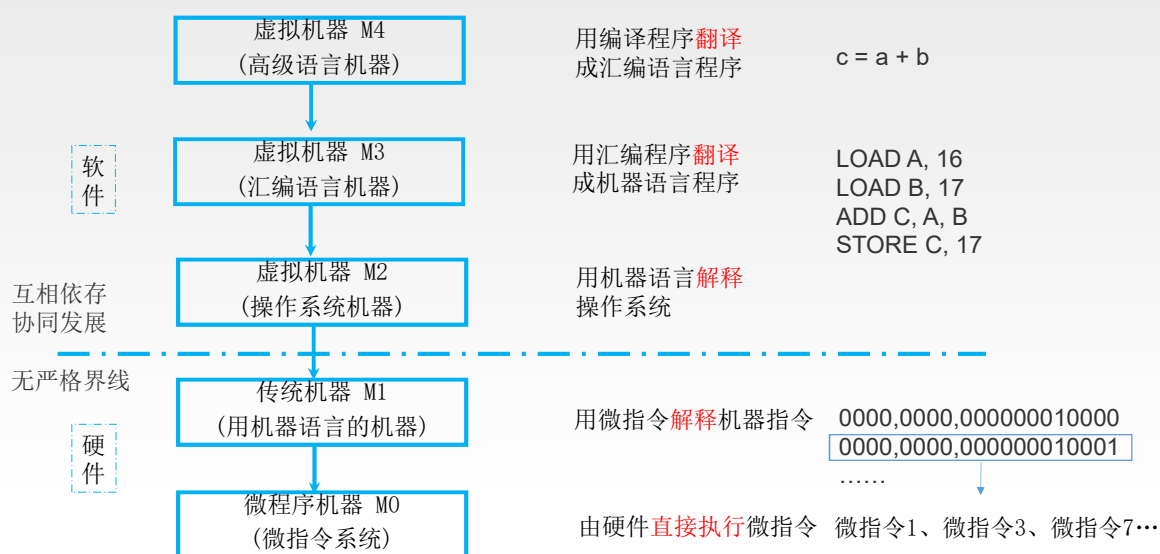 虚拟机器 M4
(高级语言机器)
用编译程序翻译
成汇编语言程序
c = a + b
软
件
虚拟机器 M3
(汇编语言机器)
用汇编程序翻译
成机器语言程序
LOAD A, 16
LOAD B, 17
ADD C, A, B
STORE C, 17
互相依存
协同发展
虚拟机器 M2
(操作系统机器)
用机器语言解释
操作系统
无严格界线
硬
件
传统机器 M1
(用机器语言的机器)
用微指令解释机器指令
0000,0000,000000010000
0000,0000,000000010001
……
微程序机器 M0
(微指令系统)
由硬件直接执行微指令
微指令1、微指令3、微指令7…